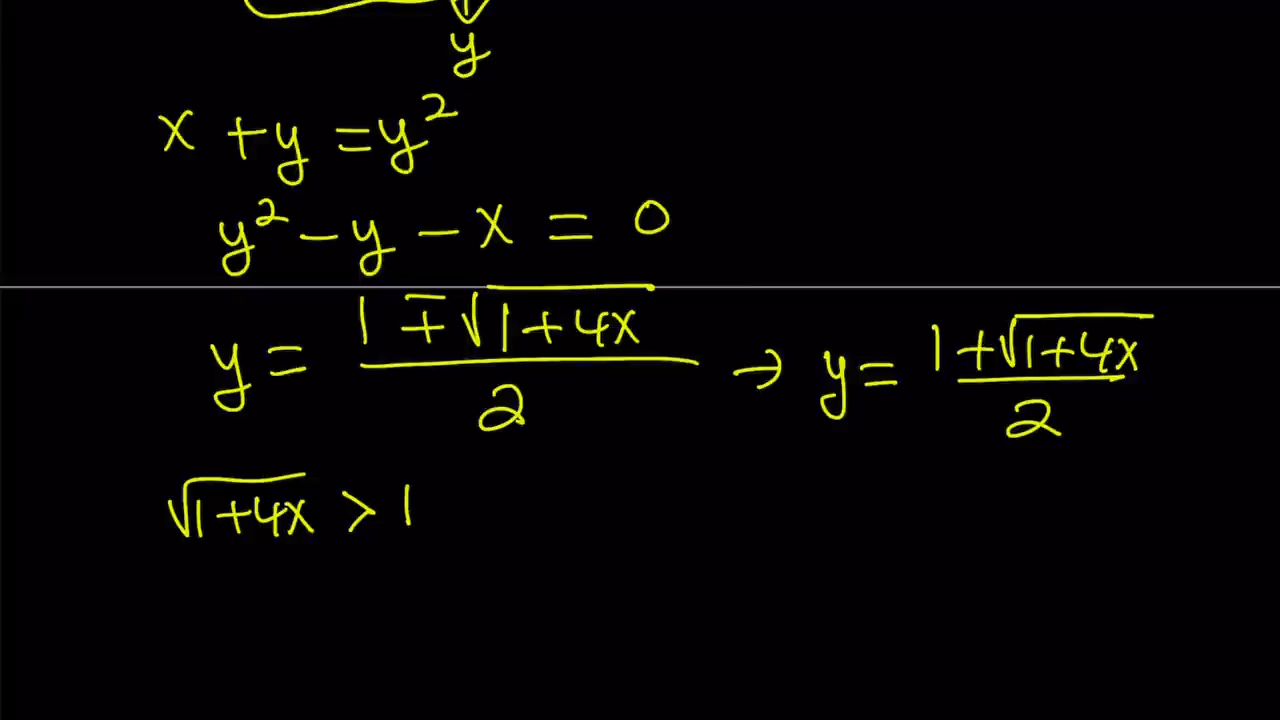 y
x + y = y²
y² - y - x = 0
y = (1 ∓ √(1+4x))/2 → y = (1+√(1+4x))/2
√(1+4x) > 1